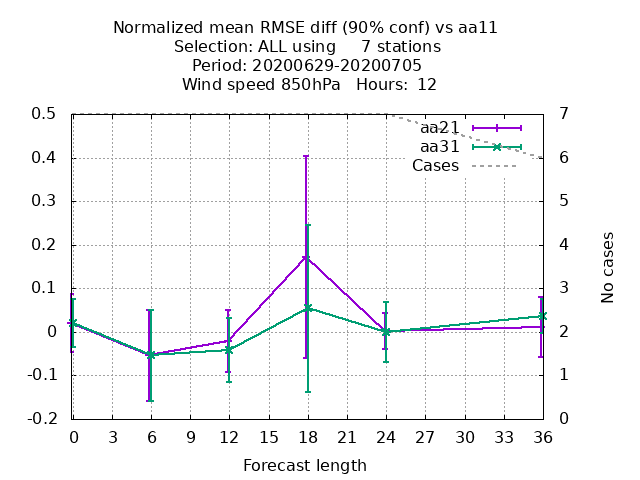 Normalized mean RMSE diff (90% conf) vs aa11
Selection: ALL using     7 stations
Period: 20200629-20200705
Wind speed 850hPa   Hours:  12
0.5
0.4
0.3
0.2
0.1
0
-0.1
-0.2
7
6
5
4
3
2
1
0
aa21
aa31
Cases
No cases
0 3 6 9 12 15 18 21 24 27 30 33 36
Forecast length